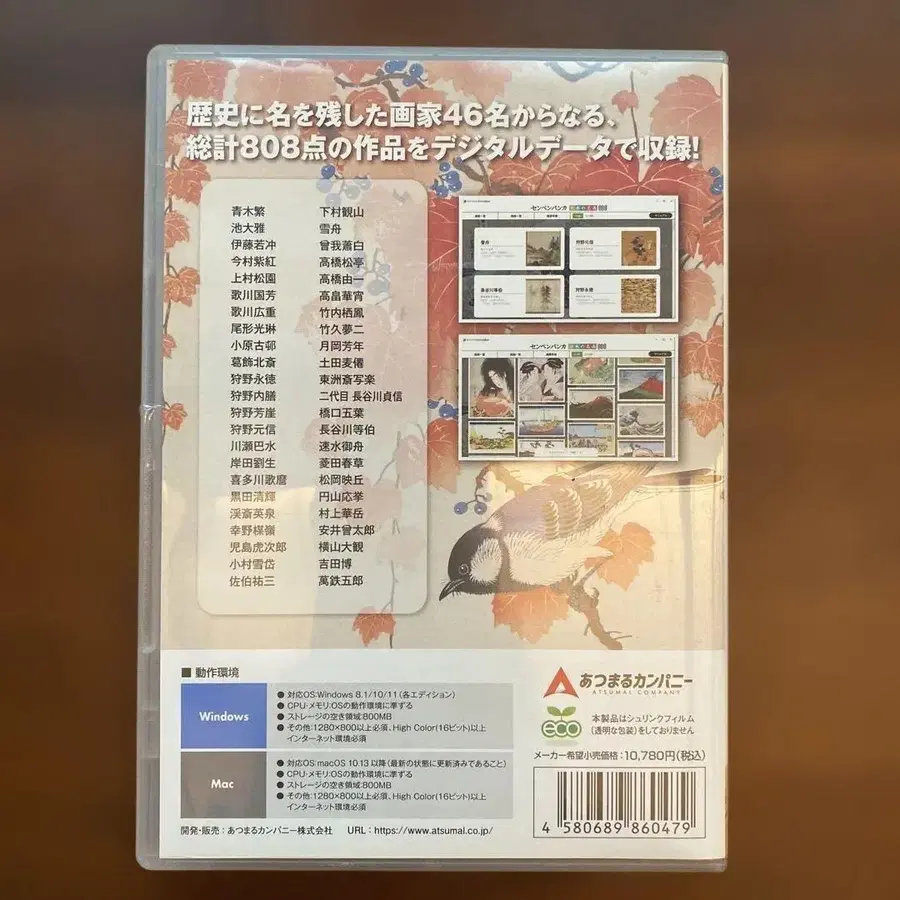 歴史に名を残した画家46名からなる、
総計808点の作品をデジタルデータで収録!
青木繁
池大雅
伊藤若冲
今村紫紅
上村松園
歌川国芳
歌川広重
尾形光琳
小原古邨
葛飾北斎
狩野永徳
狩野内膳
狩野芳崖
狩野元信
川瀬巴水
岸田劉生
喜多川歌麿
黒田清輝
渓斎英泉
幸野楳嶺
児島虎次郎
小村雪岱
佐伯祐三
下村観山
雪舟
曾我蕭白
高橋松亭
高橋由一
高畠華宵
竹内栖鳳
竹久夢二
月岡芳年
土田麦僊
東洲斎写楽
二代目 長谷川貞信
橋口五葉
長谷川等伯
速水御舟
菱田春草
松岡映丘
円山応挙
村上華岳
安井曾太郎
横山大観
吉田博
萬鉄五郎
センペンバンカ
雪舟
狩野元信
長谷川等伯
狩野永徳
センペンバンカ
■ 動作環境
Windows
● 対応OS:Windows 8.1/10/11(各エディション)
● CPU・メモリ:OSの動作環境に準ずる
● ストレージの空き領域:800MB
● その他:1280×800以上必須、High Color(16ビット)以上
インターネット環境必須
Mac
● 対応OS:macOS 10.13 以降(最新の状態に更新済みであること)
● CPU・メモリ:OSの動作環境に準ずる
● ストレージの空き領域:800MB
● その他:1280×800以上必須、High Color(16ビット)以上
インターネット環境必須
開発・販売:あつまるカンパニー株式会社 URL:https://www.atsumal.co.jp/
あつまるカンパニー
ATSUMAL COMPANY
eco
本製品はシュリンクフィルム
(透明な包装)をしておりません
メーカー希望小売価格:10,780円(税込)
4 580689 860479